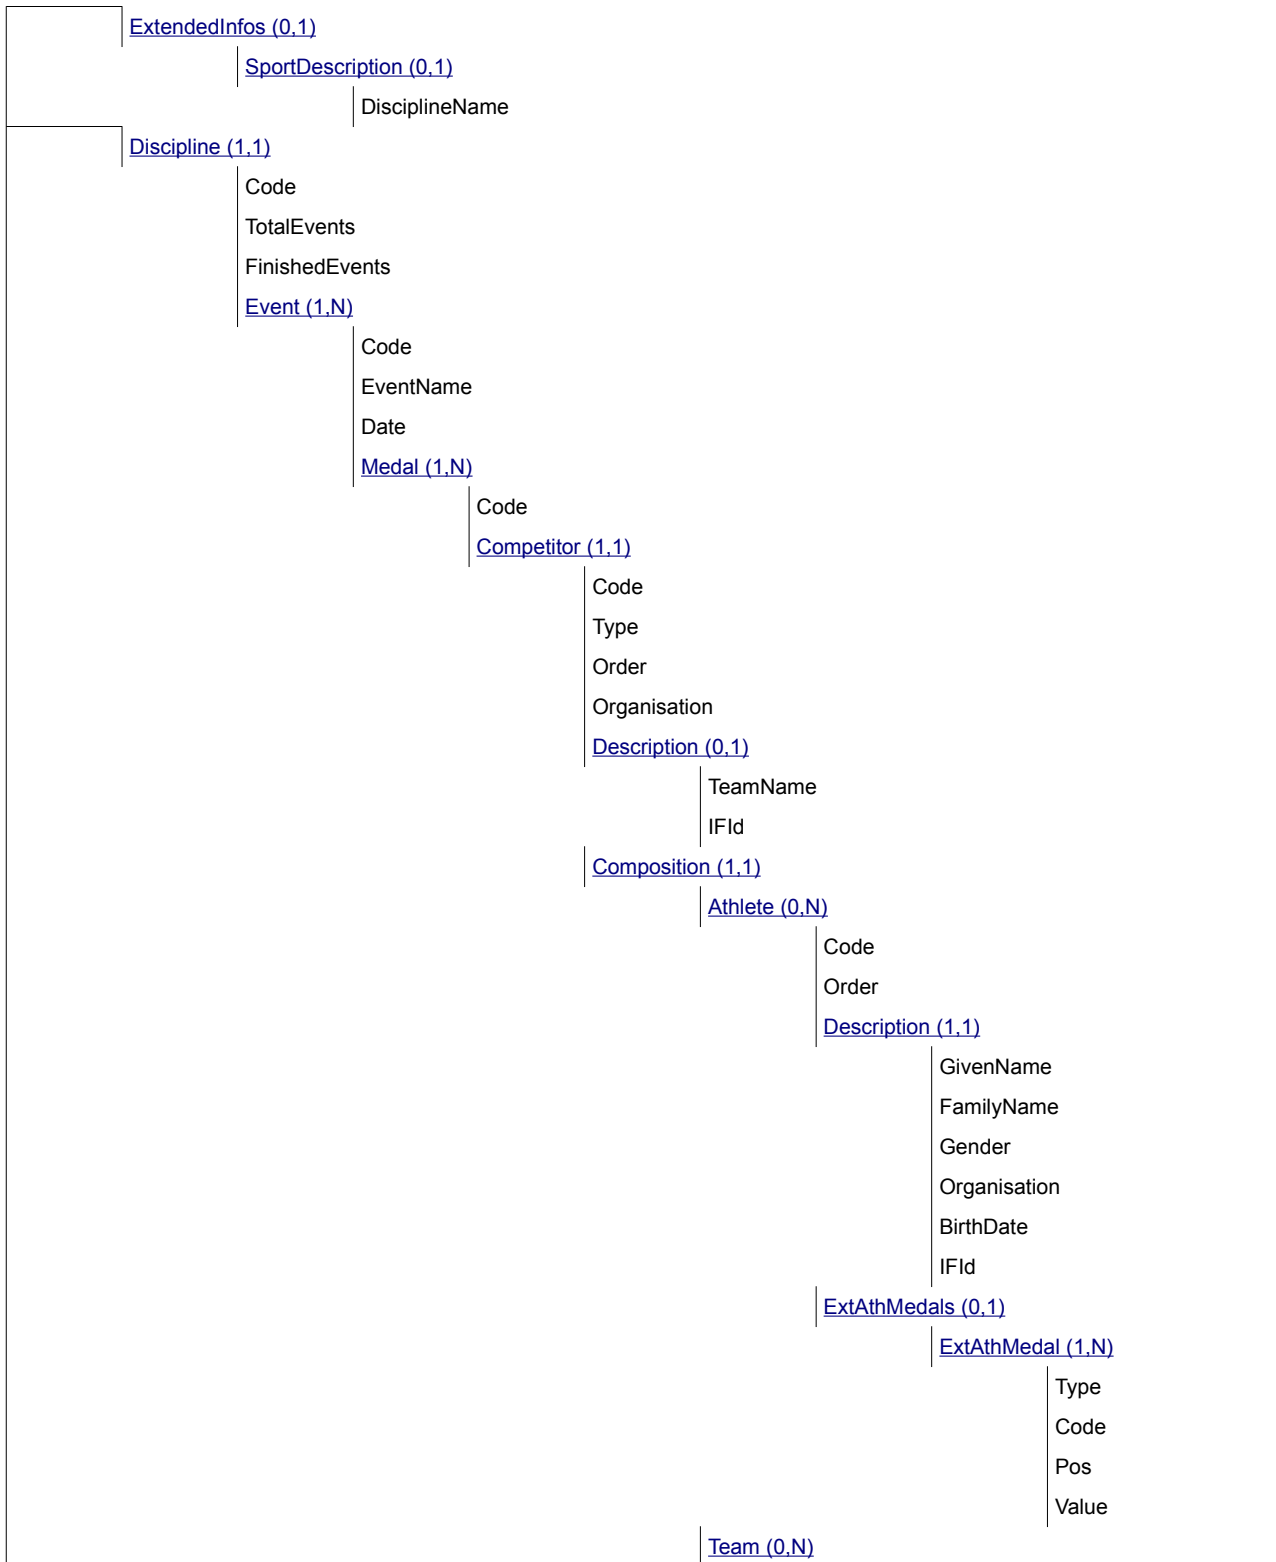 ExtendedInfos (0,1)
SportDescription (0,1)
DisciplineName
Discipline (1,1)
Code
TotalEvents
FinishedEvents
Event (1,N)
Code
EventName
Date
Medal (1,N)
Code
Competitor (1,1)
Code
Type
Order
Organisation
Description (0,1)
TeamName
IFId
Composition (1,1)
Athlete (0,N)
Code
Order
Description (1,1)
GivenName
FamilyName
Gender
Organisation
BirthDate
IFId
ExtAthMedals (0,1)
ExtAthMedal (1,N)
Type
Code
Pos
Value
Team (0,N)